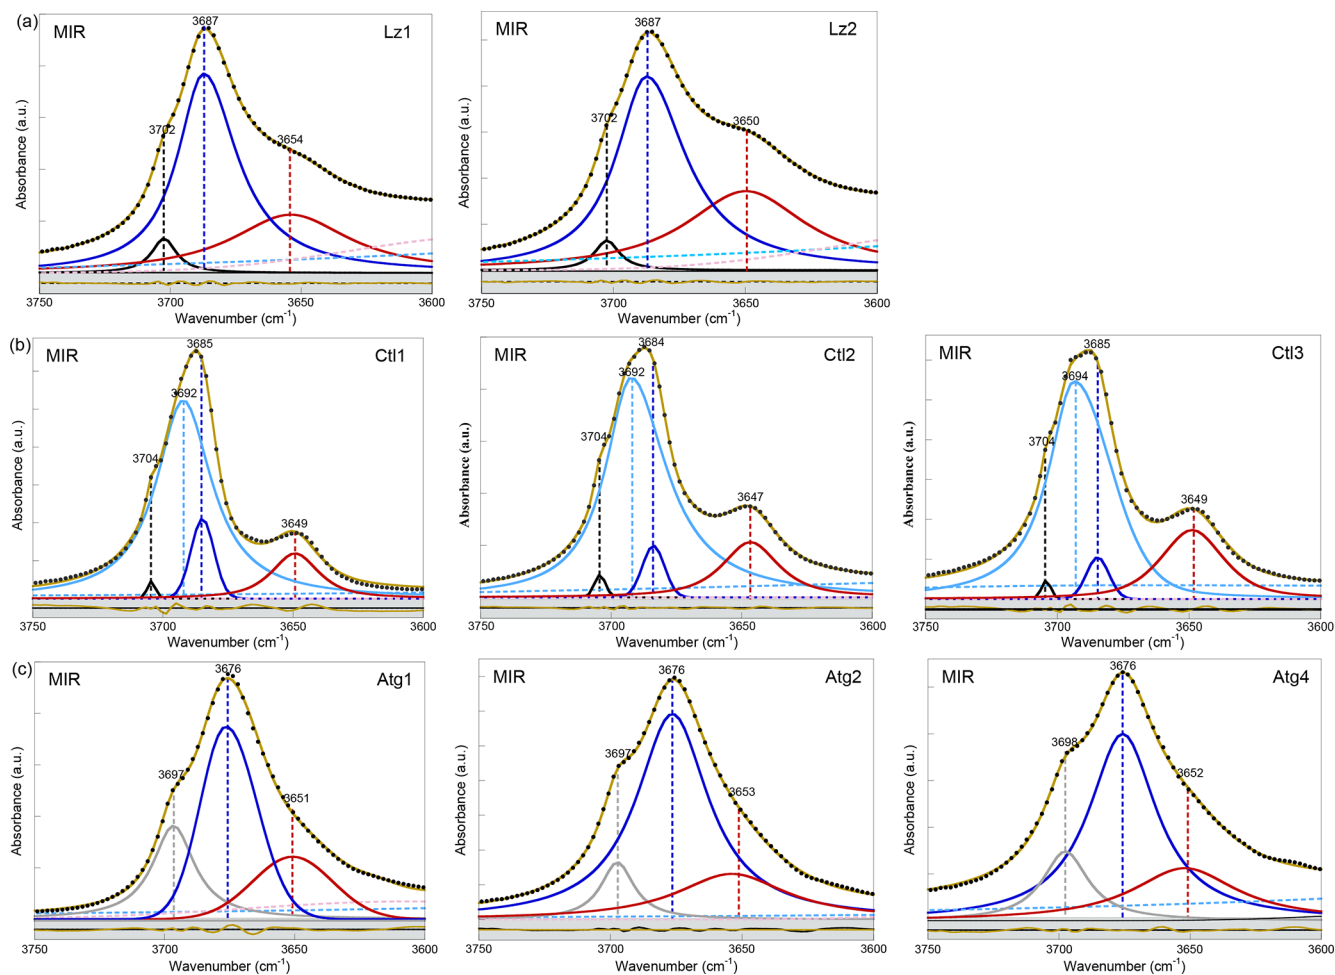 (a)
MIR
Lz1
3687
3702
3654
Absorbance (a.u.)
3750
3700
3650
3600
Wavenumber (cm-1)
MIR
Lz2
3687
3702
3650
Absorbance (a.u.)
3750
3700
3650
3600
Wavenumber (cm-1)
(b)
MIR
Ctl1
3685
3692
3704
3649
Absorbance (a.u.)
3750
3700
3650
3600
Wavenumber (cm-1)
MIR
Ctl2
3684
3692
3704
3647
Absorbance (a.u.)
3750
3700
3650
3600
Wavenumber (cm-1)
MIR
Ctl3
3685
3694
3704
3649
Absorbance (a.u.)
3750
3700
3650
3600
Wavenumber (cm-1)
(c)
MIR
Atg1
3676
3697
3651
Absorbance (a.u.)
3750
3700
3650
3600
Wavenumber (cm-1)
MIR
Atg2
3676
3697
3653
Absorbance (a.u.)
3750
3700
3650
3600
Wavenumber (cm-1)
MIR
Atg4
3676
3698
3652
Absorbance (a.u.)
3750
3700
3650
3600
Wavenumber (cm-1)